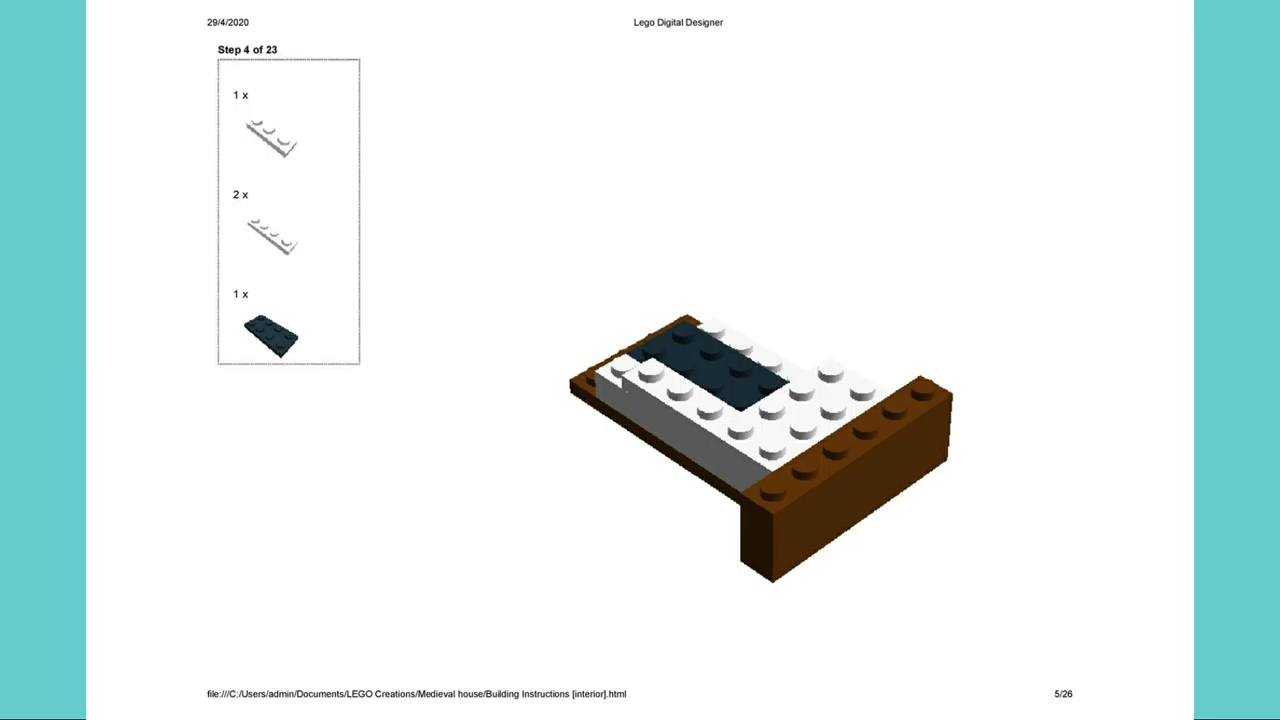 29/4/2020
Lego Digital Designer
Step 4 of 23
1 x
2 x
1 x
file:///C:/Users/admin/Documents/LEGO Creations/Medieval house/Building Instructions [interior].html
5/26